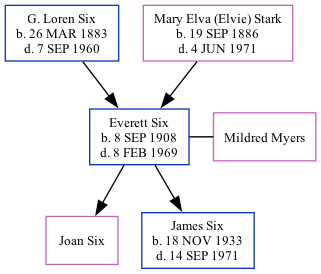 G. Loren Six
b. 26 MAR 1883
d. 7 SEP 1960
Mary Elva (Elvie) Stark
b. 19 SEP 1886
d. 4 JUN 1971
Everett Six
b. 8 SEP 1908
d. 8 FEB 1969
Mildred Myers
Joan Six
James Six
b. 18 NOV 1933
d. 14 SEP 1971